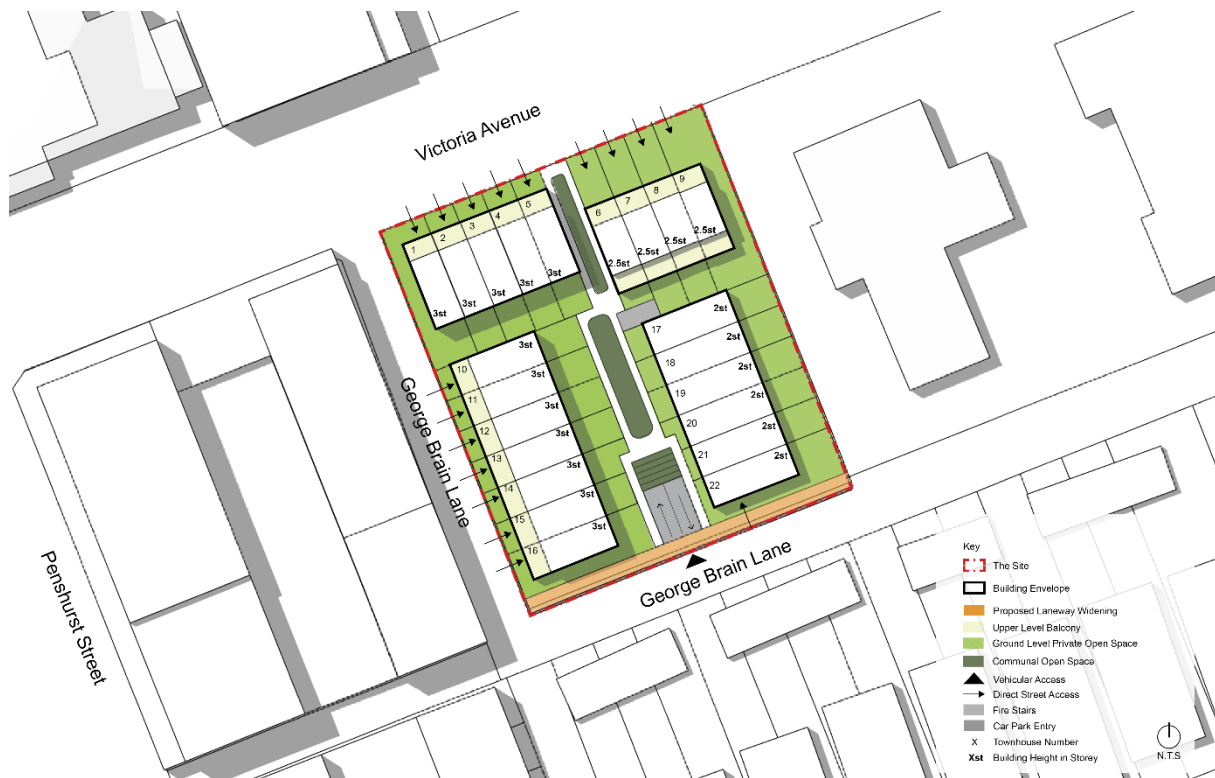 Victoria Avenue
1
2
3
4
5
3st
3st
3st
3st
3st
6
7
8
9
2.5st
2.5st
2.5st
2.5st
10
11
12
13
14
15
16
3st
3st
3st
3st
3st
3st
3st
17
18
19
20
21
22
2st
2st
2st
2st
2st
2st
George Brain Lane
George Brain Lane
Penshurst Street
Key
The Site
Building Envelope
Proposed Laneway Widening
Upper Level Balcony
Ground Level Private Open Space
Communal Open Space
Vehicular Access
Direct Street Access
Fire Stairs
Car Park Entry
X Townhouse Number
Xst Building Height in Storey
N.T.S